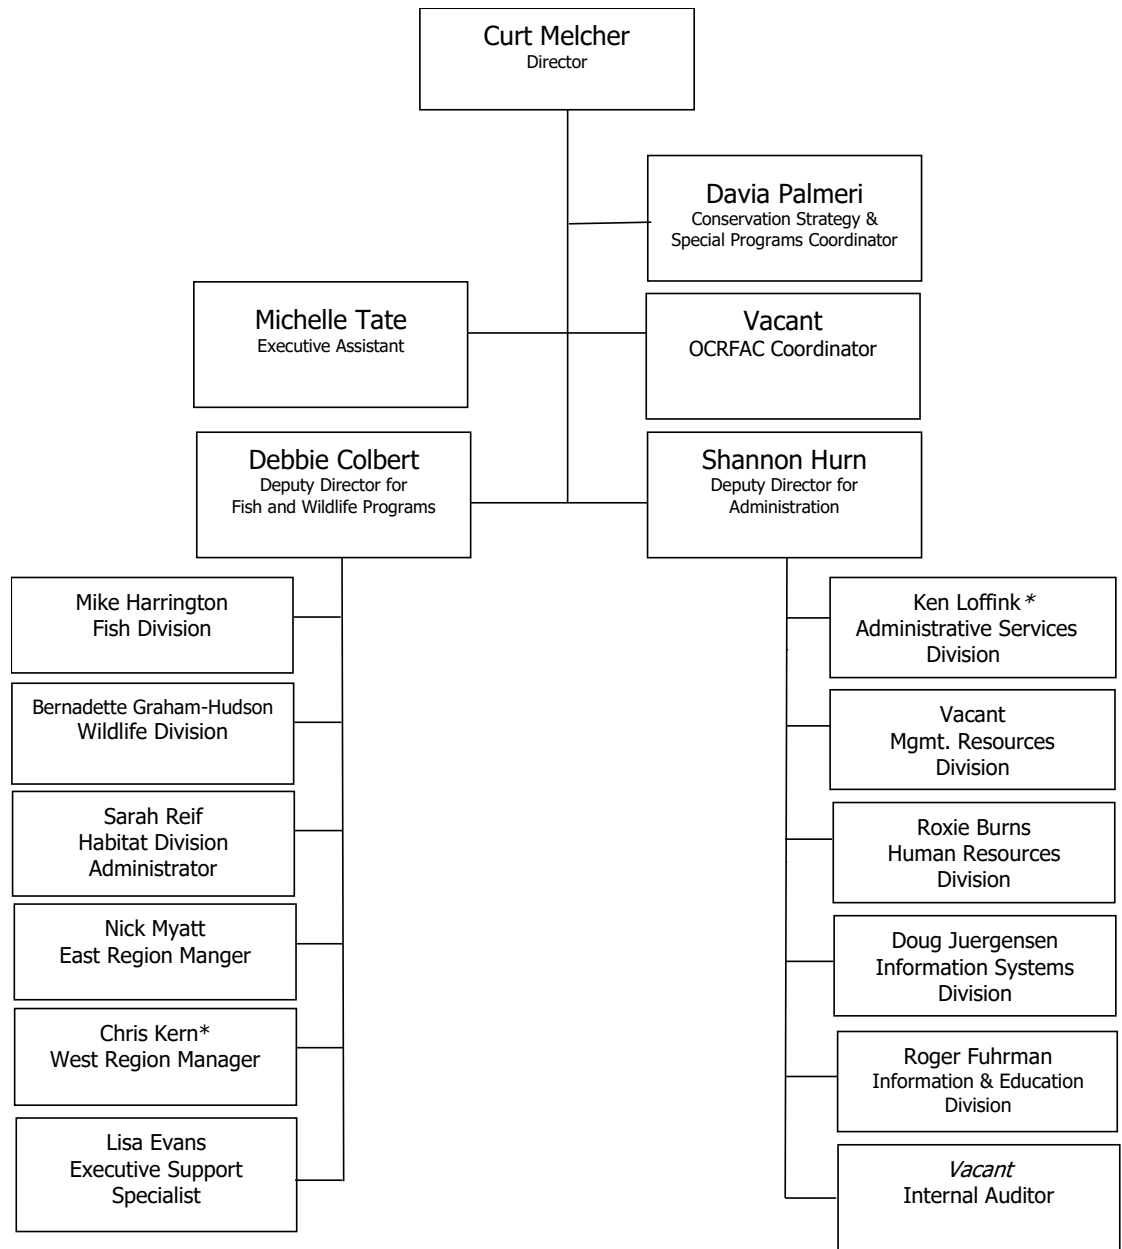 Curt Melcher
Director
Davia Palmeri
Conservation Strategy &
Special Programs Coordinator
Michelle Tate
Executive Assistant
Vacant
OCRFAC Coordinator
Debbie Colbert
Deputy Director for
Fish and Wildlife Programs
Shannon Hurn
Deputy Director for
Administration
Mike Harrington
Fish Division
Bernadette Graham-Hudson
Wildlife Division
Sarah Reif
Habitat Division
Administrator
Nick Myatt
East Region Manger
Chris Kern*
West Region Manager
Lisa Evans
Executive Support
Specialist
Ken Loffink*
Administrative Services
Division
Vacant
Mgmt. Resources
Division
Roxie Burns
Human Resources
Division
Doug Juergensen
Information Systems
Division
Roger Fuhrman
Information & Education
Division
Vacant
Internal Auditor